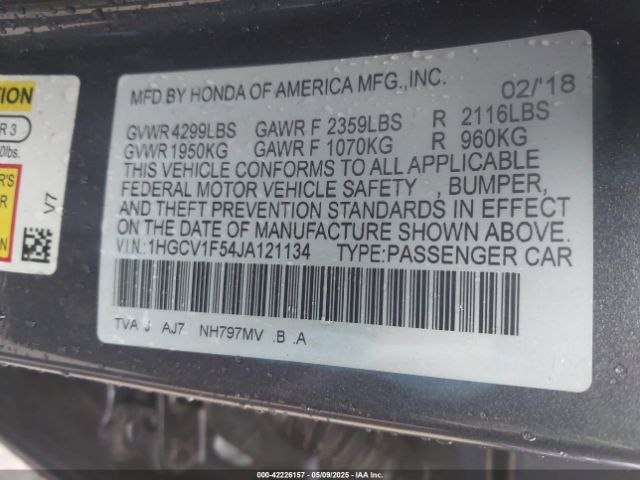 TION
R 3
0lbs.
R'S
R
V7
MFD.BY HONDA OF AMERICA MFG.,INC. 02/'18
GVWR 4299LBS GAWR F 2359LBS R 2116LBS
GVWR 1950KG GAWR F 1070KG R 960KG
THIS VEHICLE CONFORMS TO ALL APPLICABLE
FEDERAL MOTOR VEHICLE SAFETY , BUMPER,
AND THEFT PREVENTION STANDARDS IN EFFECT
ON THE DATE OF MANUFACTURE SHOWN ABOVE.
V.I.N.:1HGCV1F54JA121134 TYPE:PASSENGER CAR
TVA J AJ7 NH797MV .B .A
000-42226157 - 05/09/2025 - IAA Inc.